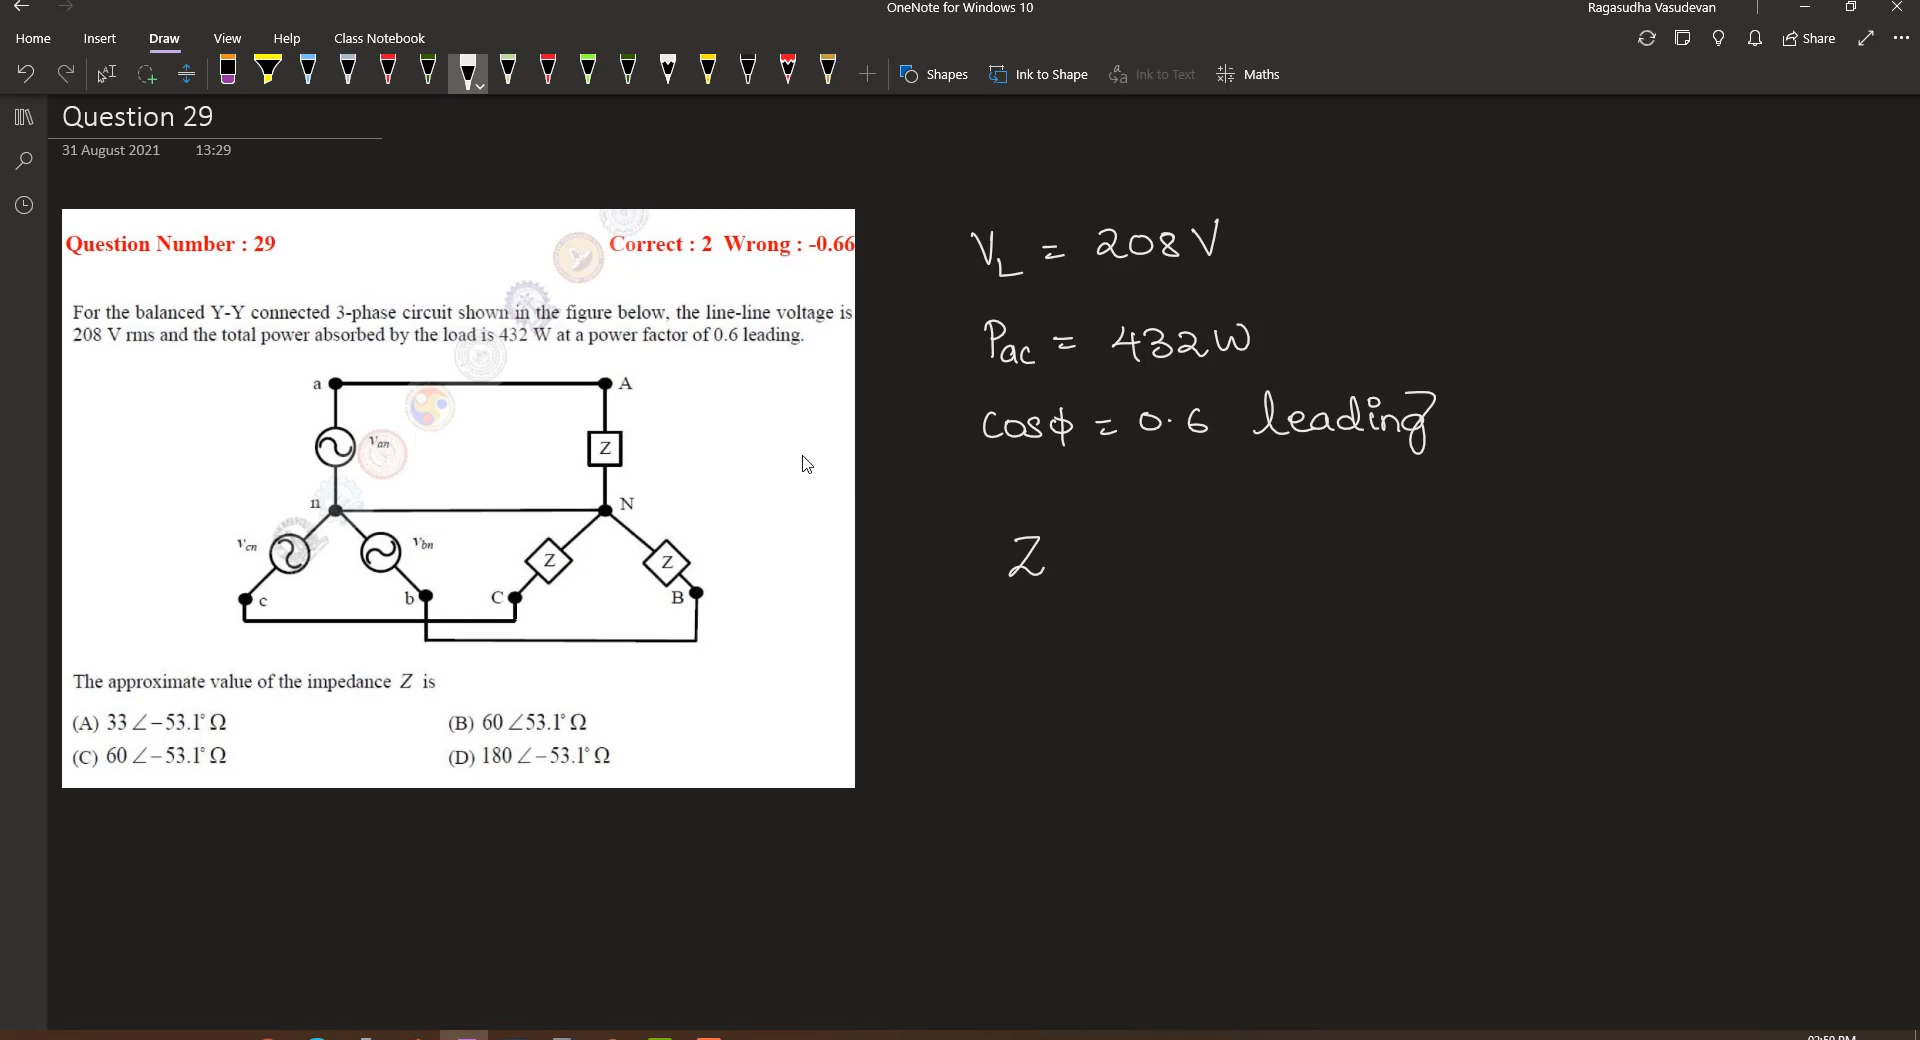 OneNote for Windows 10
Ragasudha Vasudevan
Home Insert Draw View Help Class Notebook
Share
Shapes Ink to Shape Ink to Text Maths
Question 29
31 August 2021 13:29
Question Number : 29 Correct : 2 Wrong : -0.66
For the balanced Y-Y connected 3-phase circuit shown in the figure below, the line-line voltage is
208 V rms and the total power absorbed by the load is 432 W at a power factor of 0.6 leading.
a A
van Z
n N
vcn vbn Z Z
c b C B
The approximate value of the impedance Z is
(A) 33 ∠−53.1° Ω (B) 60 ∠53.1° Ω
(C) 60 ∠−53.1° Ω (D) 180 ∠−53.1° Ω
VL = 208 V
Pac = 432 W
cosϕ = 0.6 leading
Z